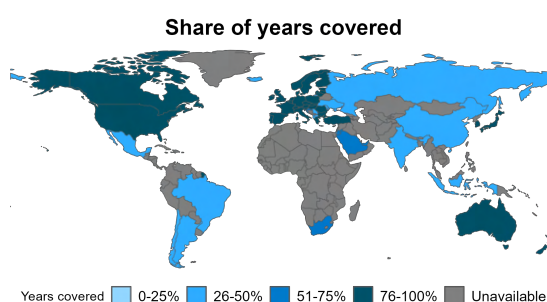 Share of years covered
Years covered 0-25% 26-50% 51-75% 76-100% Unavailable